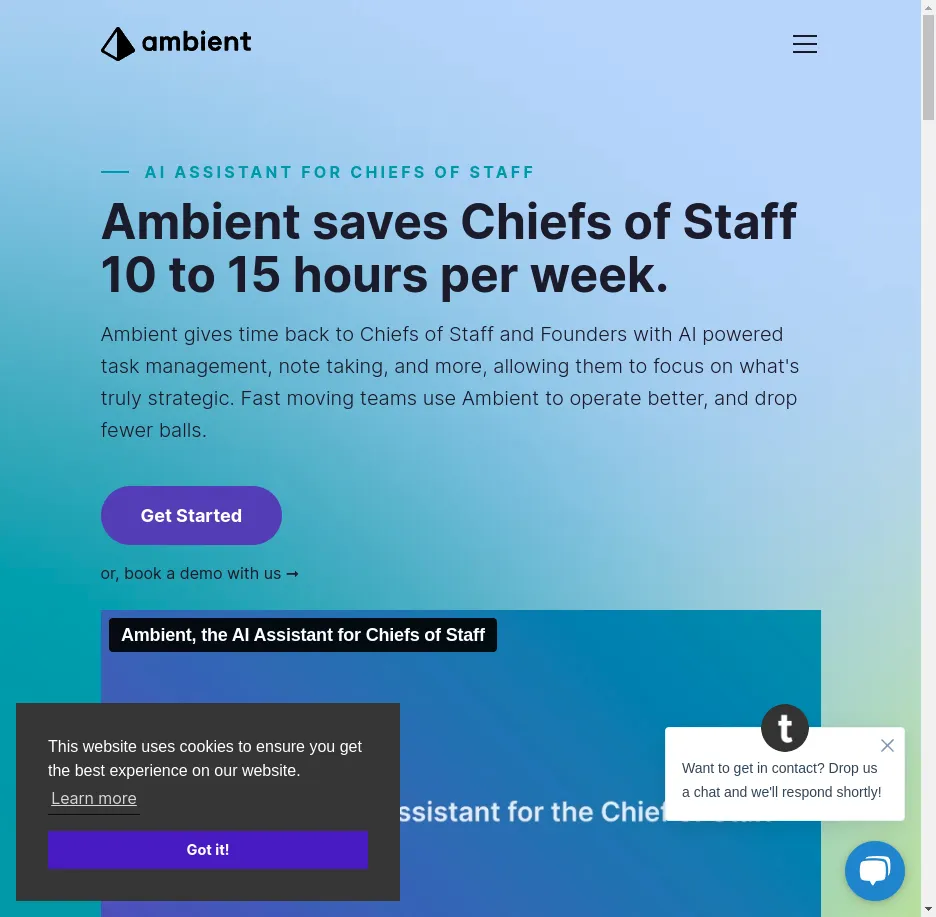 ambient
AI ASSISTANT FOR CHIEFS OF STAFF
Ambient saves Chiefs of Staff
10 to 15 hours per week.
Ambient gives time back to Chiefs of Staff and Founders with AI powered
task management, note taking, and more, allowing them to focus on what's
truly strategic. Fast moving teams use Ambient to operate better, and drop
fewer balls.
Get Started
or, book a demo with us ➞
Ambient, the AI Assistant for Chiefs of Staff
This website uses cookies to ensure you get
the best experience on our website.
Learn more
Got it!
ssistant for the Chief
t
Want to get in contact? Drop us
a chat and we'll respond shortly!